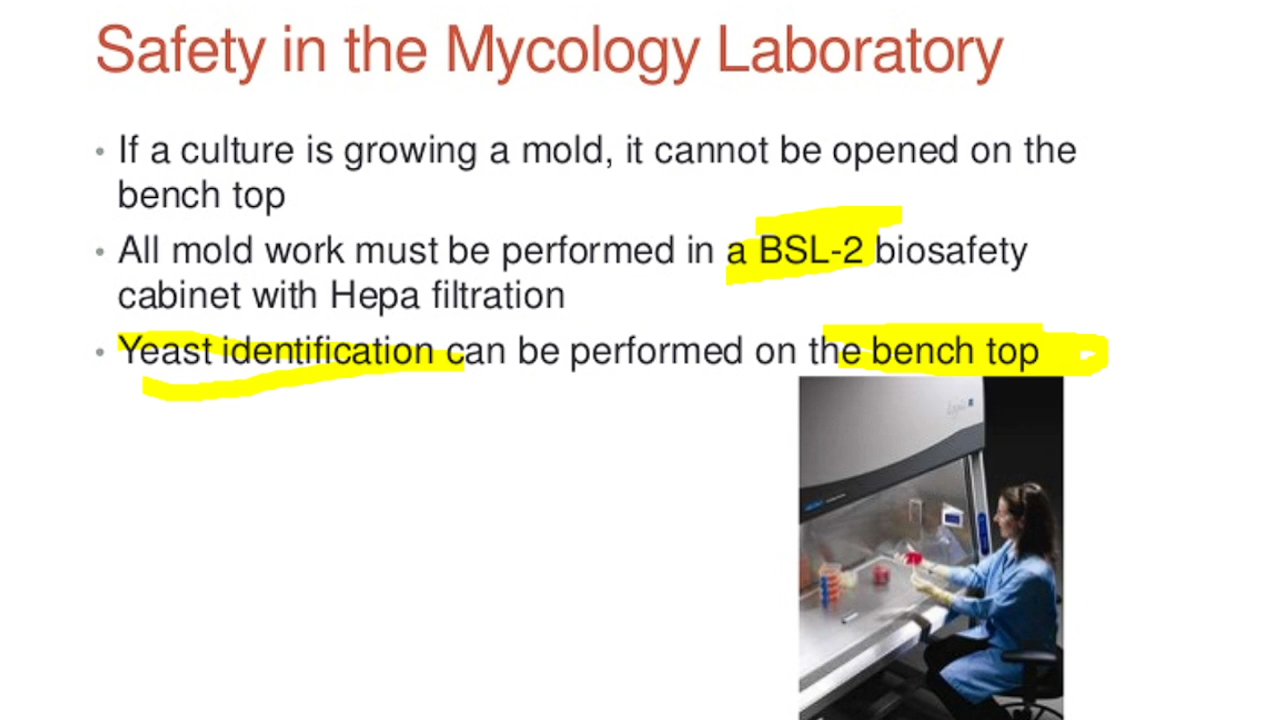 Safety in the Mycology Laboratory
• If a culture is growing a mold, it cannot be opened on the
bench top
• All mold work must be performed in a BSL-2 biosafety
cabinet with Hepa filtration
• Yeast identification can be performed on the bench top